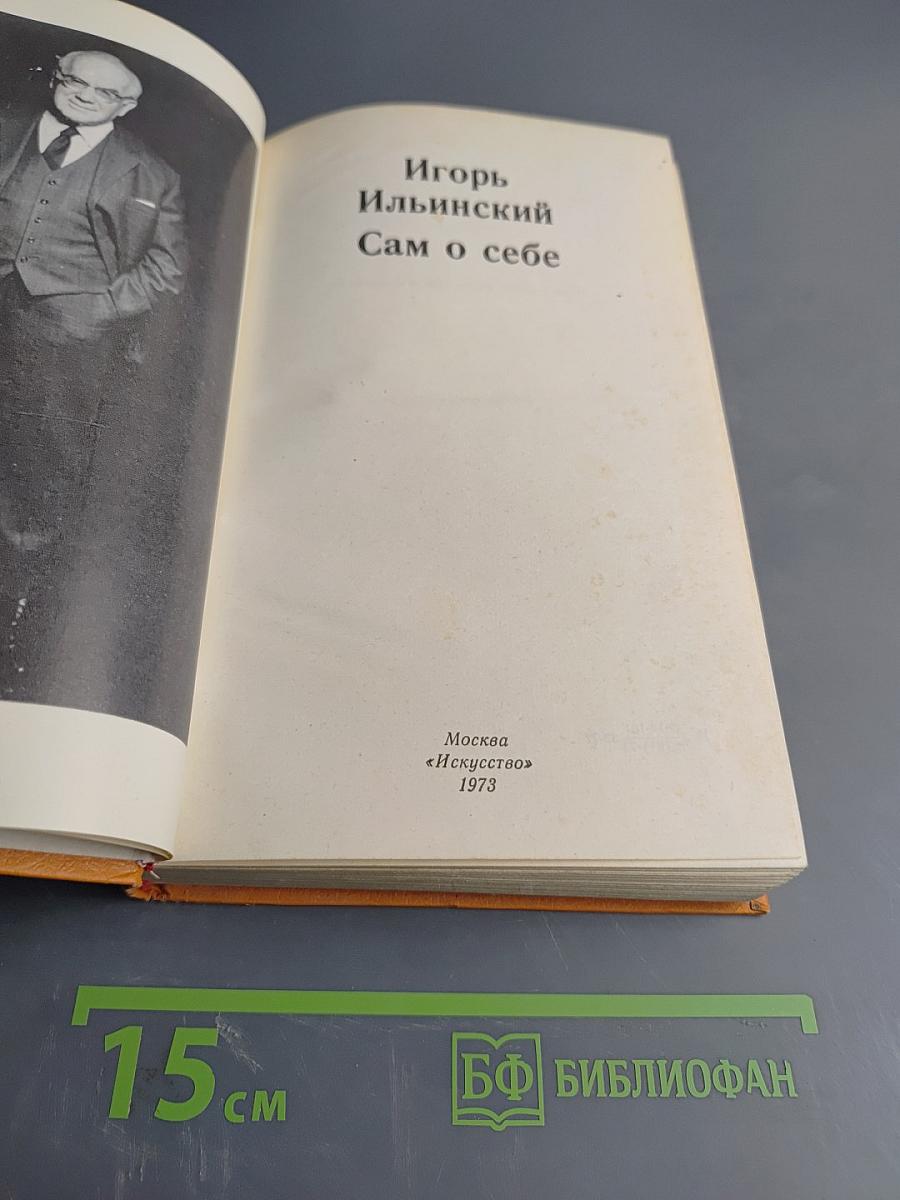 Игорь
Ильинский
Сам о себе
Москва
«Искусство»
1973
15 см
БФ БИБЛИОФАН